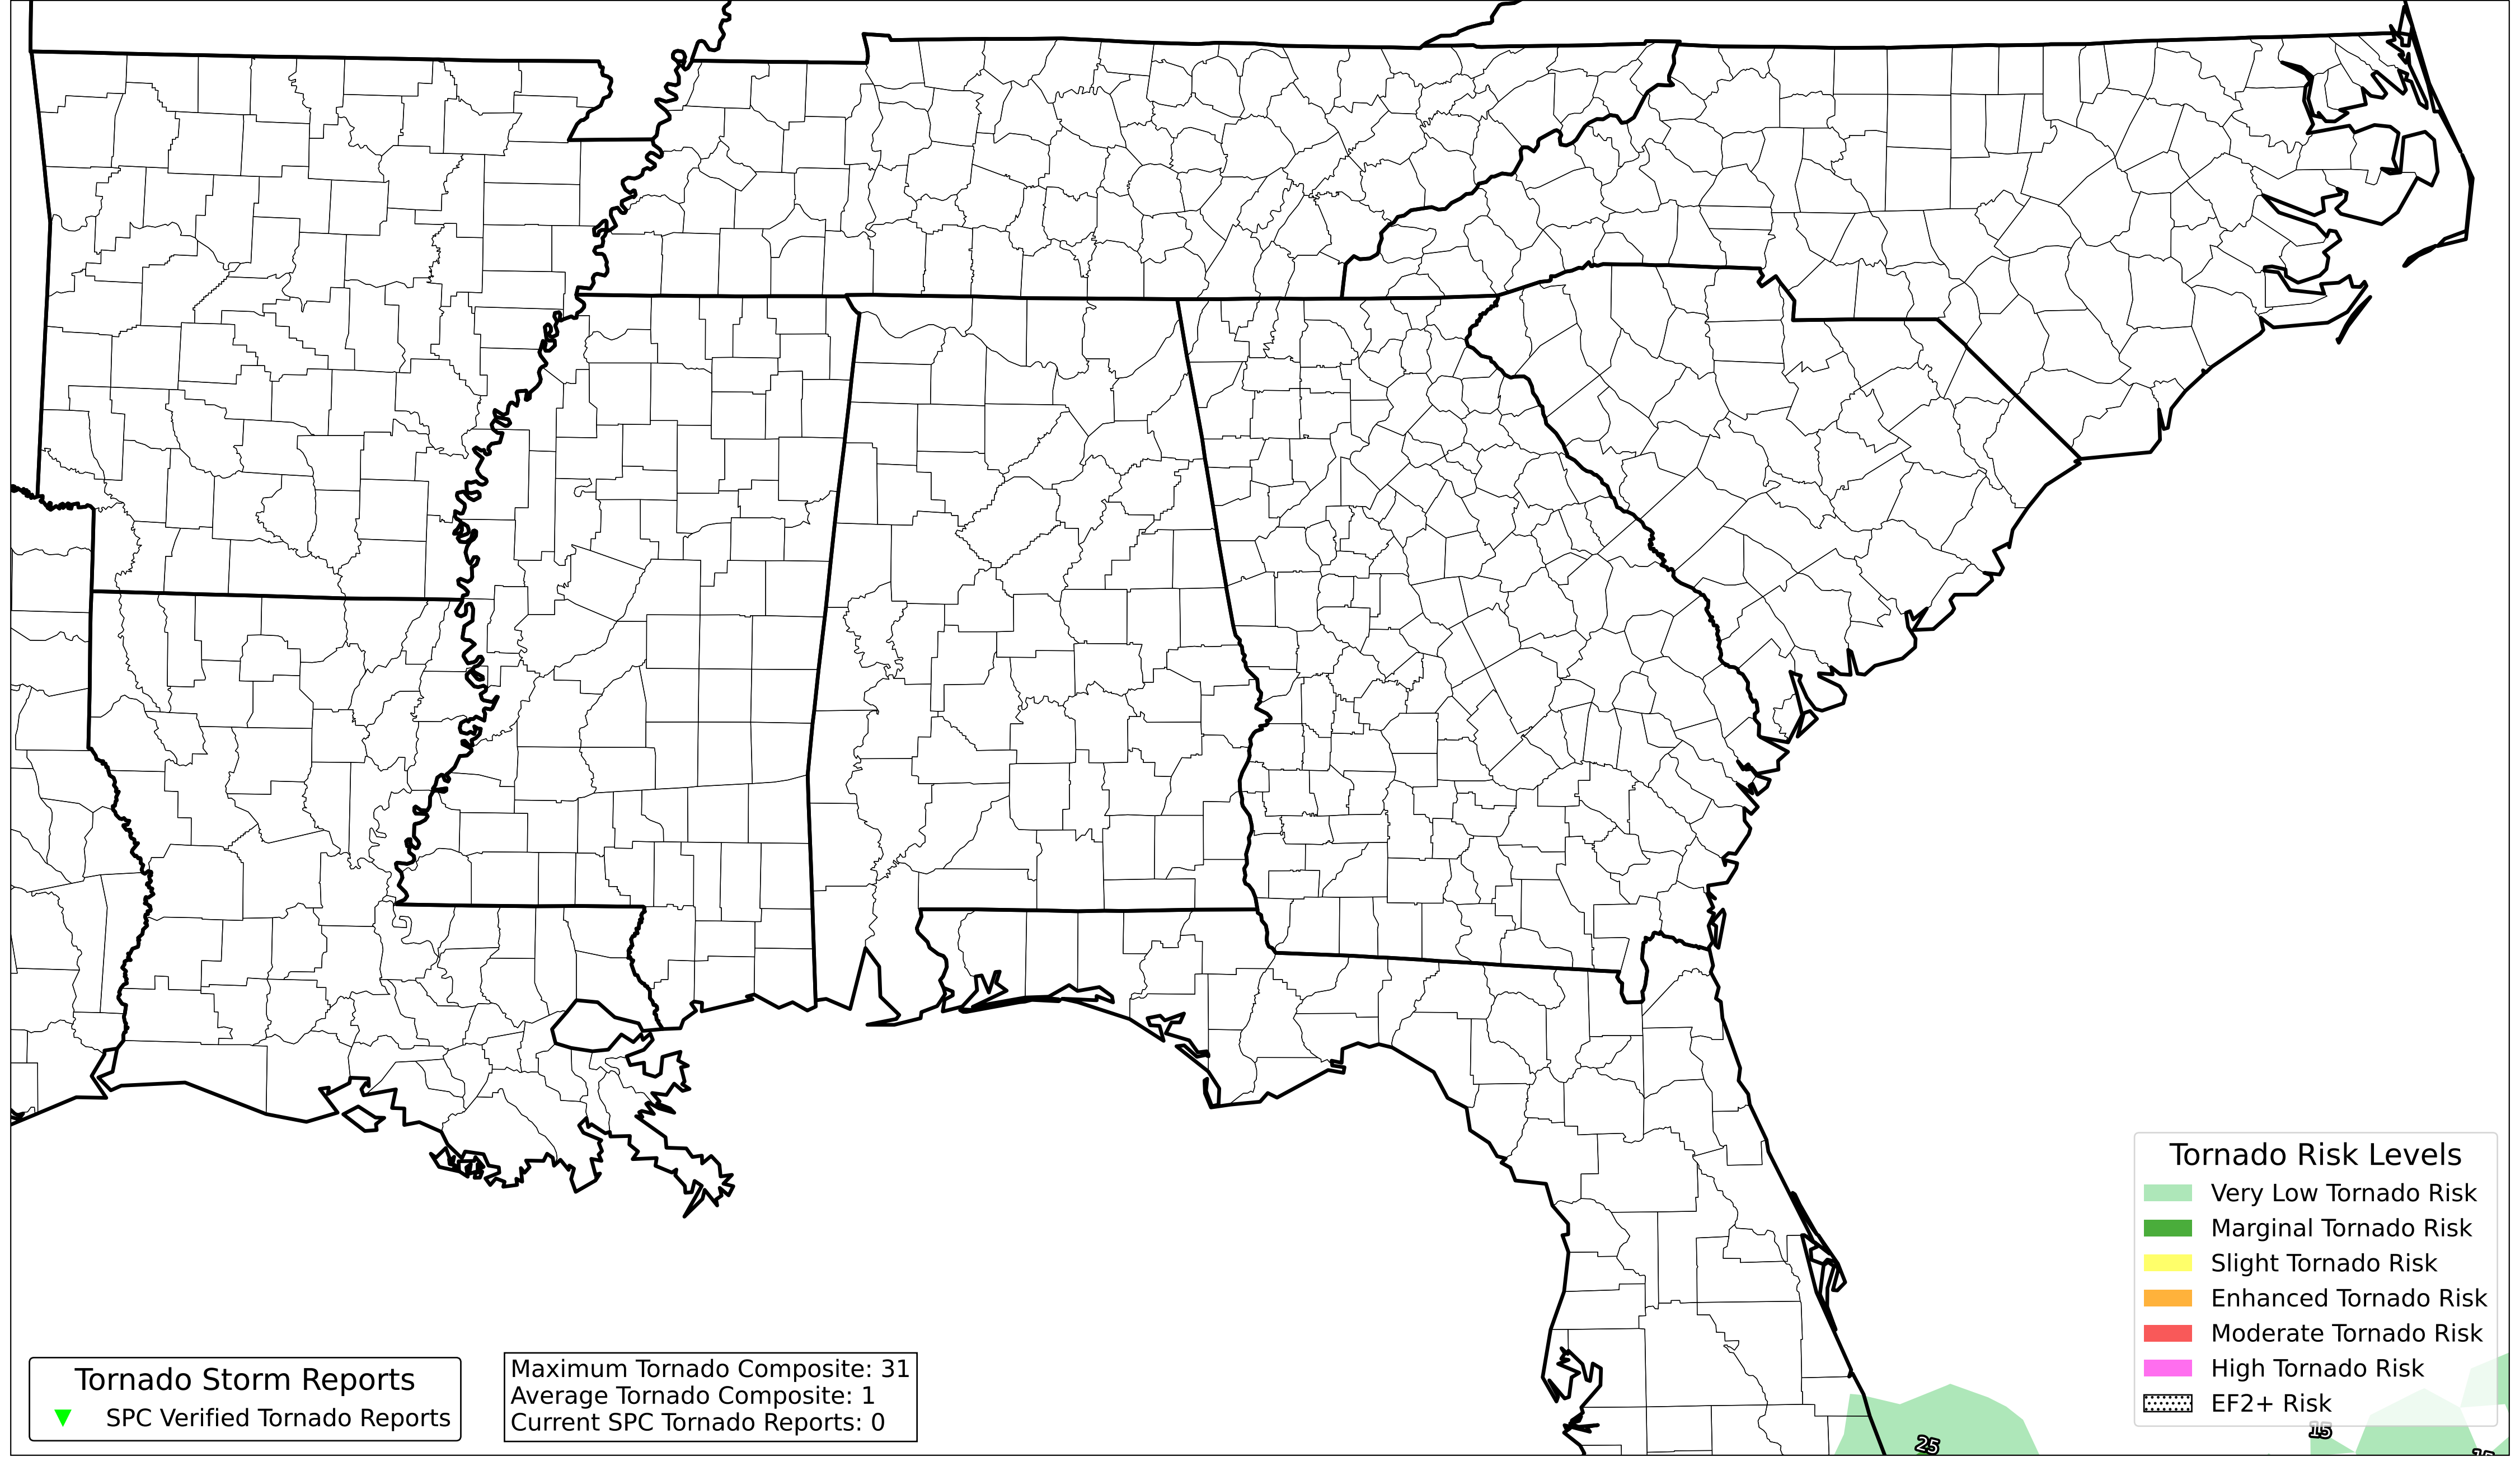 Tornado Risk Levels
Very Low Tornado Risk
Marginal Tornado Risk
Slight Tornado Risk
Enhanced Tornado Risk
Moderate Tornado Risk
High Tornado Risk
EF2+ Risk
Tornado Storm Reports
SPC Verified Tornado Reports
Maximum Tornado Composite: 31
Average Tornado Composite: 1
Current SPC Tornado Reports: 0
25
15